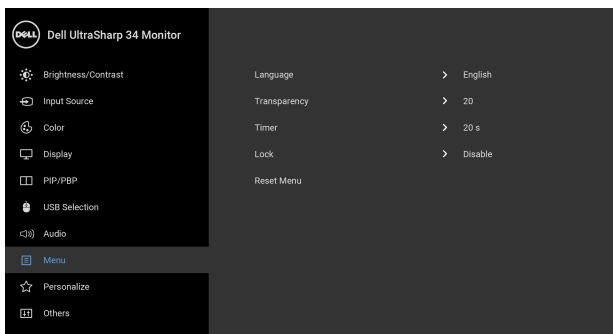 DELL Dell UltraSharp 34 Monitor
Brightness/Contrast
Input Source
Color
Display
PIP/PBP
USB Selection
Audio
Menu
Personalize
Others
Language > English
Transparency > 20
Timer > 20 s
Lock > Disable
Reset Menu